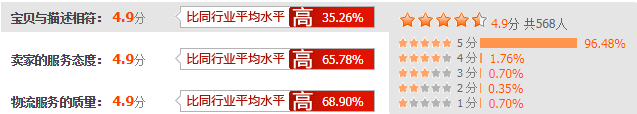 宝贝与描述相符：4.9分 比同行业平均水平 高 35.26%
卖家的服务态度：4.9分 比同行业平均水平 高 65.78%
物流服务的质量：4.9分 比同行业平均水平 高 68.90%
4.9分 共568人
5分 96.48%
4分 1.76%
3分 0.70%
2分 0.35%
1分 0.70%